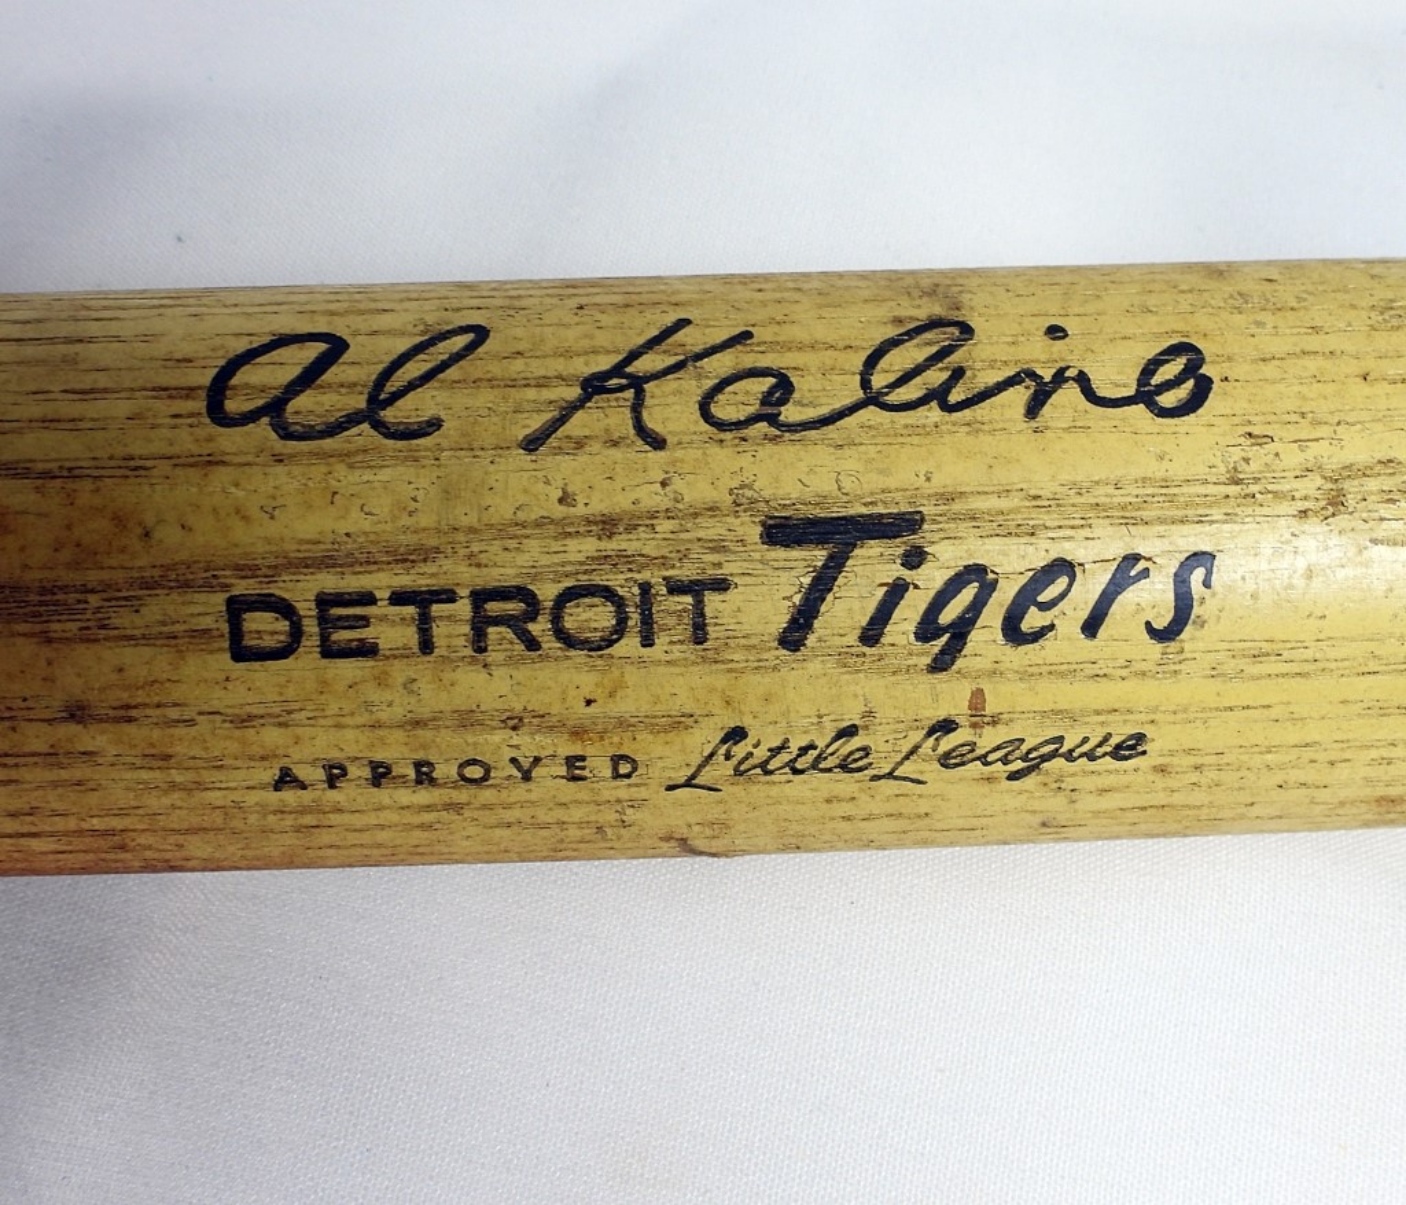 Al Kaline
DETROIT Tigers
APPROVED Little League